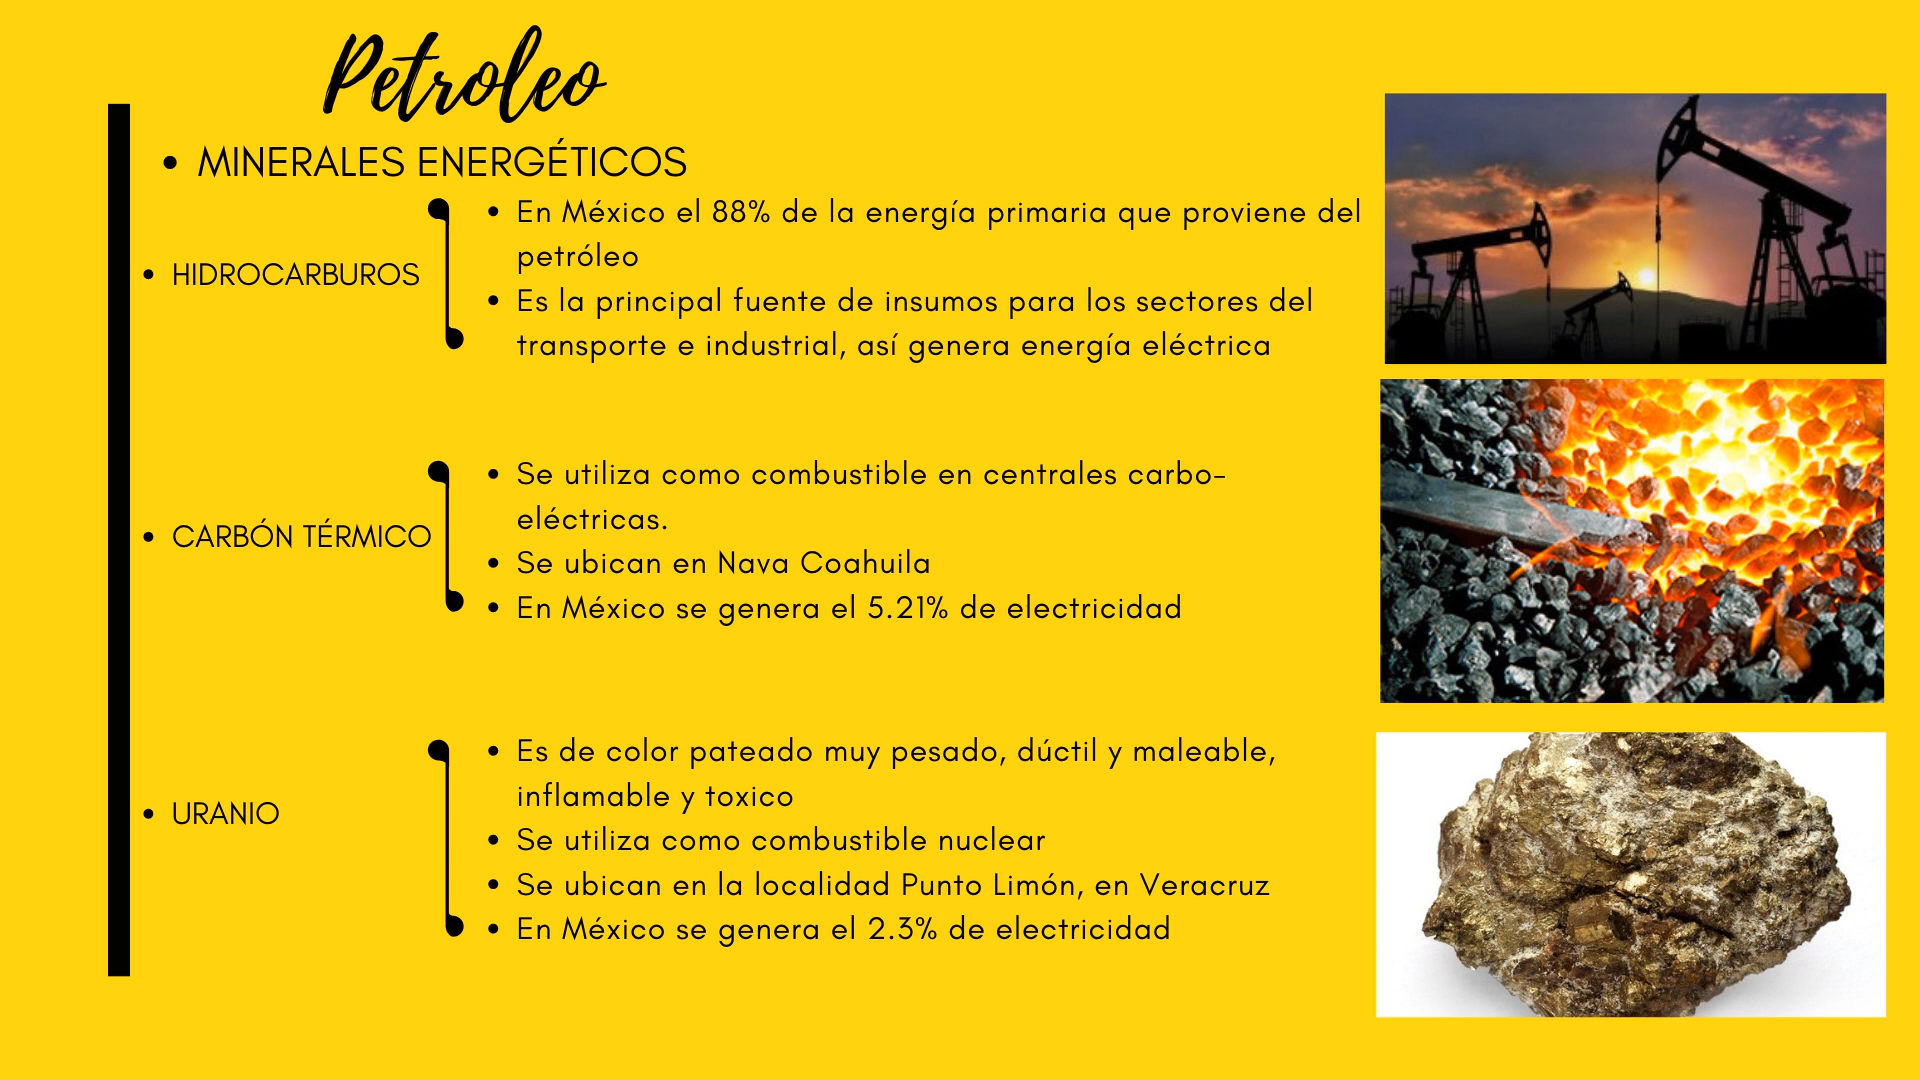 Petroleo
• MINERALES ENERGÉTICOS
• HIDROCARBUROS
• En México el 88% de la energía primaria que proviene del
petróleo
• Es la principal fuente de insumos para los sectores del
transporte e industrial, así genera energía eléctrica
• CARBÓN TÉRMICO
• Se utiliza como combustible en centrales carbo-
eléctricas.
• Se ubican en Nava Coahuila
• En México se genera el 5.21% de electricidad
• URANIO
• Es de color pateado muy pesado, dúctil y maleable,
inflamable y toxico
• Se utiliza como combustible nuclear
• Se ubican en la localidad Punto Limón, en Veracruz
• En México se genera el 2.3% de electricidad